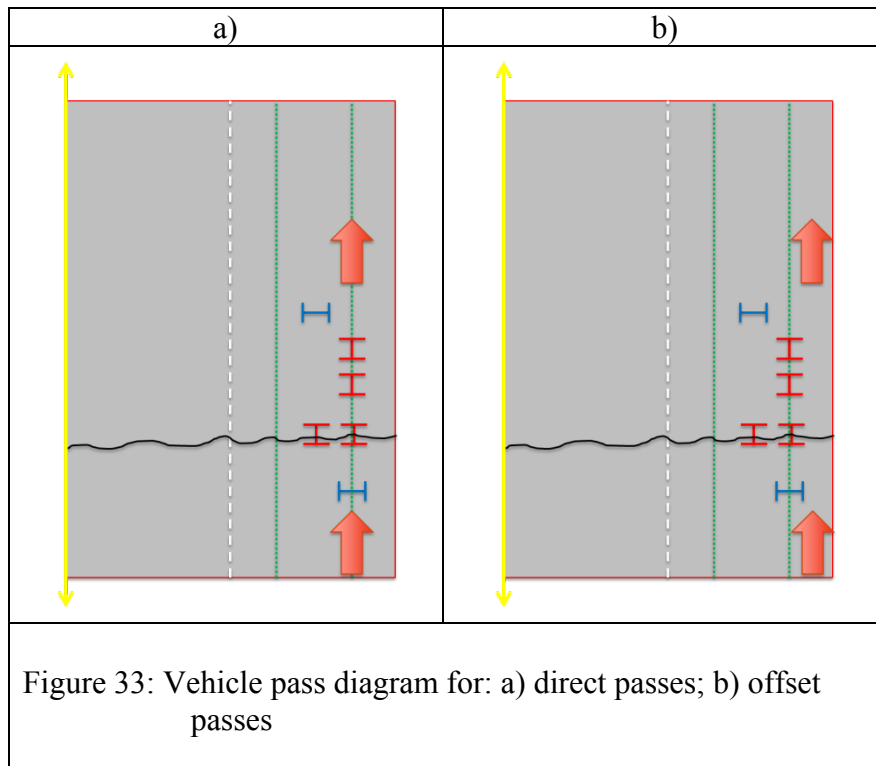 a)
b)
Figure 33: Vehicle pass diagram for: a) direct passes; b) offset
passes